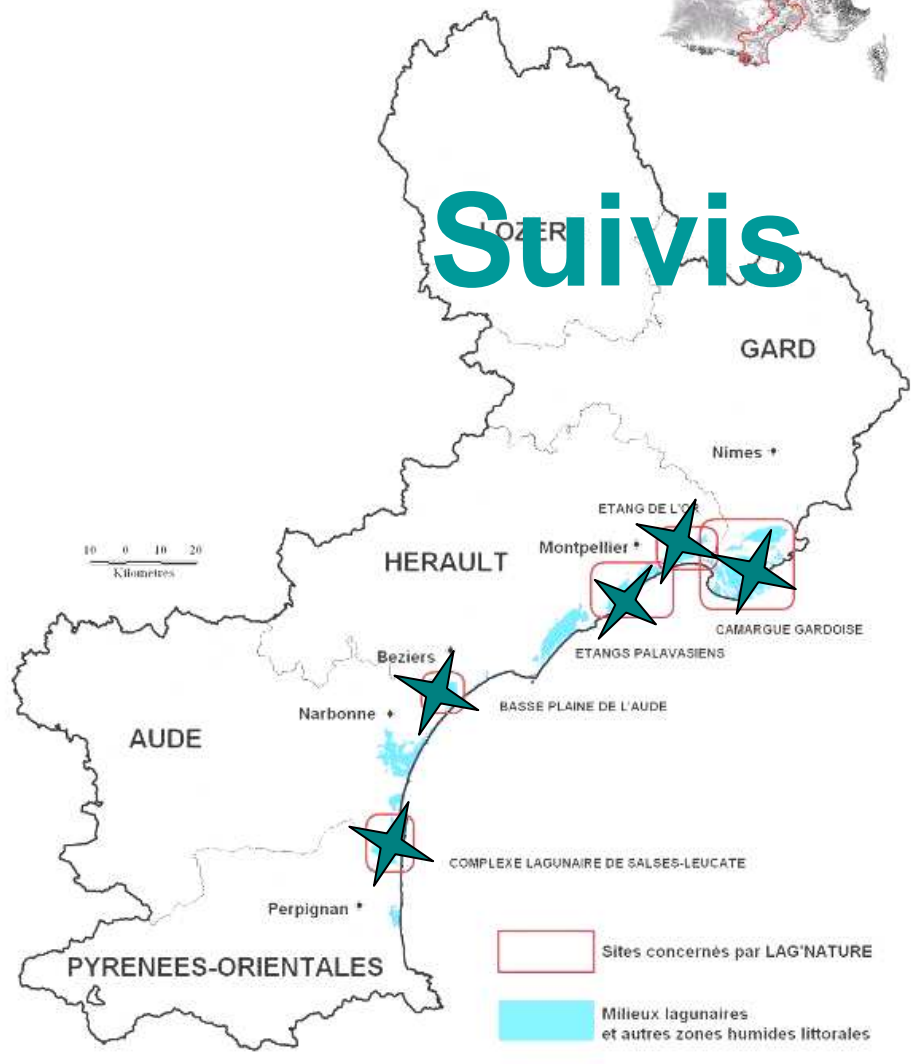 Suivis
LOZER
GARD
Nimes
ETANG DE L'OR
Montpellier
HERAULT
10 0 10 20
Kilometres
CAMARGUE GARDOISE
ETANGS PALAVASIENS
Beziers
BASSE PLAINE DE L'AUDE
Narbonne
AUDE
COMPLEXE LAGUNAIRE DE SALSES-LEUCATE
Perpignan
PYRENEES-ORIENTALES
Sites concernés par LAG'NATURE
Milieux lagunaires
et autres zones humides littorales